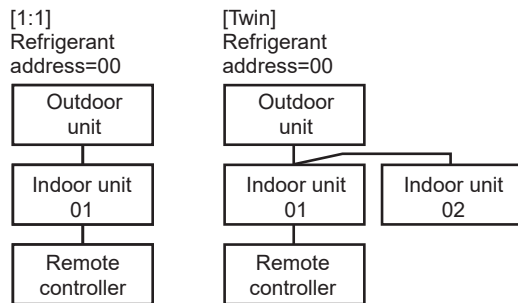 [1:1]
Refrigerant
address=00
Outdoor
unit
Indoor unit
01
Remote
controller
[Twin]
Refrigerant
address=00
Outdoor
unit
Indoor unit
01
Indoor unit
02
Remote
controller